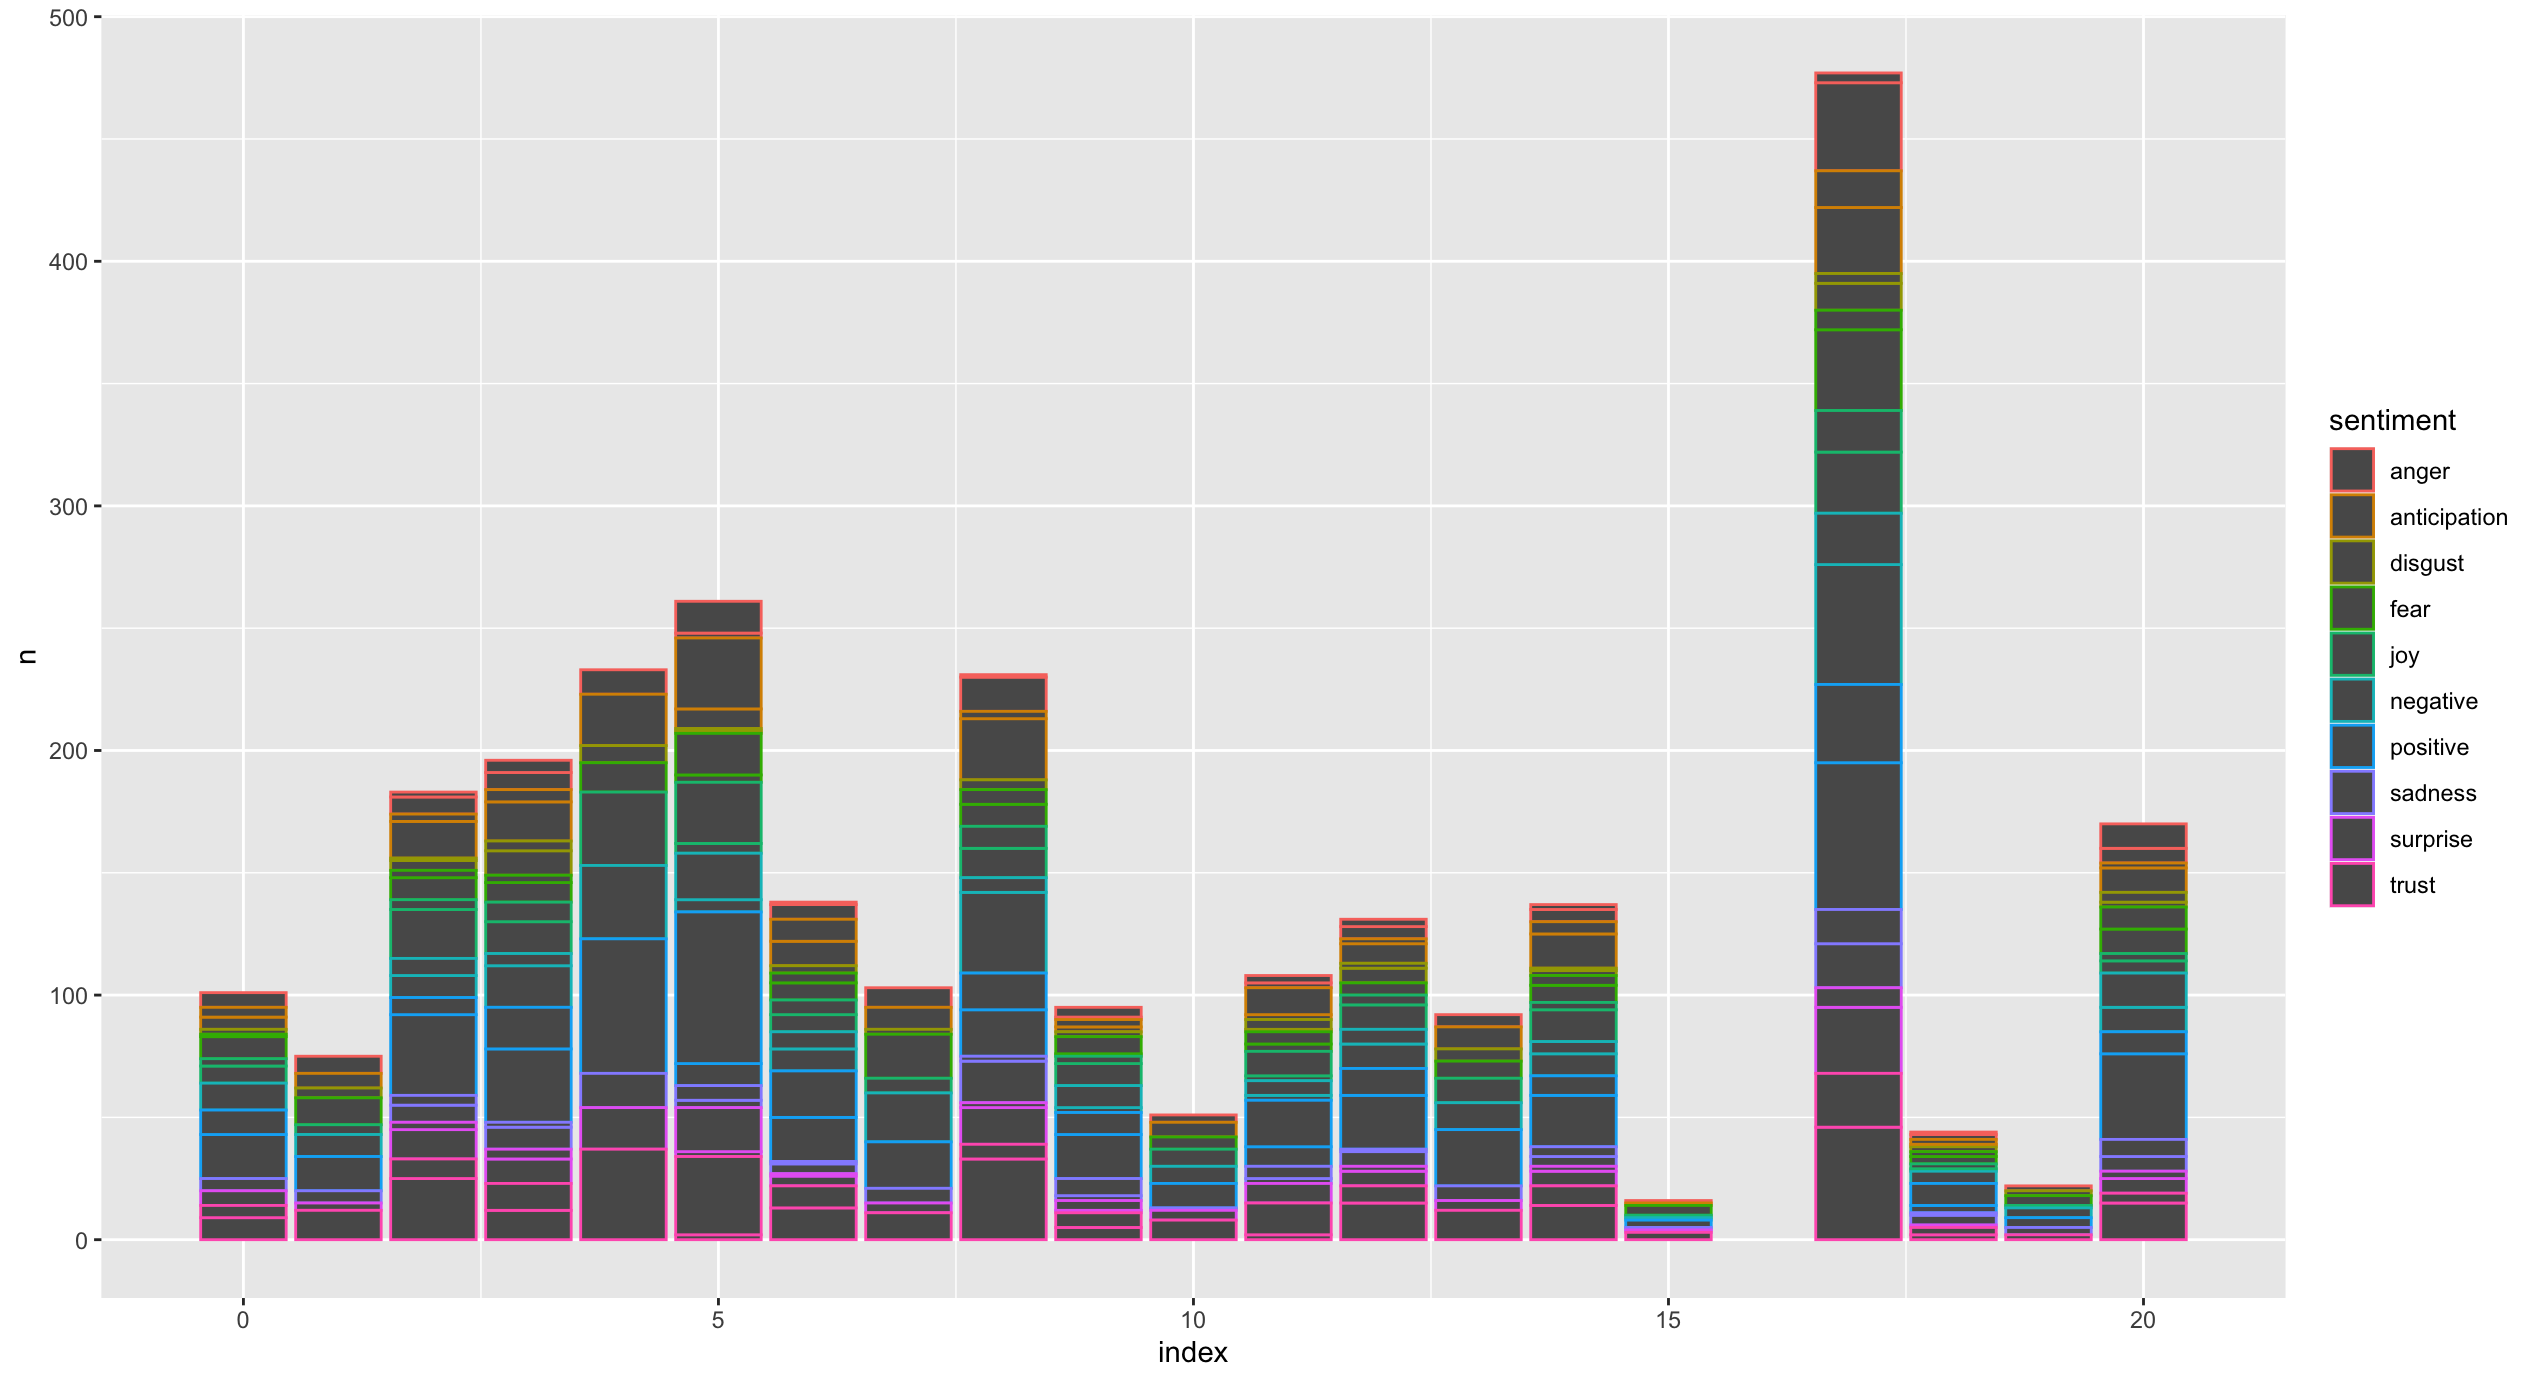 500
400
300
200
100
0
n
0 5 10 15 20
index
sentiment
anger
anticipation
disgust
fear
joy
negative
positive
sadness
surprise
trust